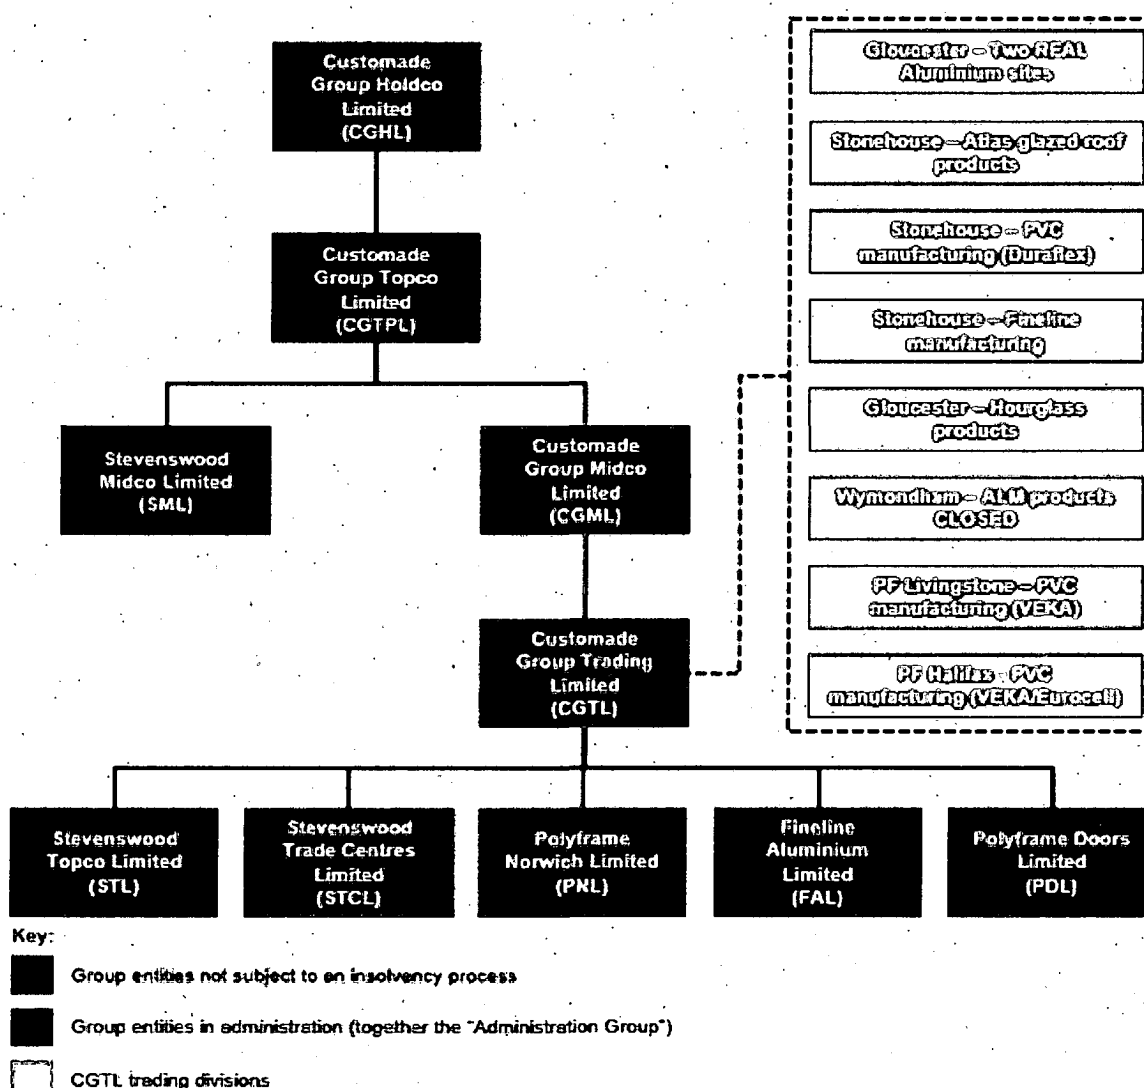 Customade
Group Holdco
Limited
(CGHL)
Customade
Group Topco
Limited
(CGTPL)
Stevenswood
Midco Limited
(SML)
Customade
Group Midco
Limited
(CGML)
Customade
Group Trading
Limited
(CGTL)
Gloucester – Two REAL
Aluminium sites
Stonehouse – Atlas glazed roof
products
Stonehouse – PVC
manufacturing (Duraflex)
Stonehouse – Fineline
manufacturing
Gloucester – Hourglass
products
Wymondham – ALM products
CLOSED
PF Livingstone – PVC
manufacturing (VEKA)
PF Halifax - PVC
manufacturing (VEKA/Eurocell)
Stevenswood
Topco Limited
(STL)
Stevenswood
Trade Centres
Limited
(STCL)
Polyframe
Norwich Limited
(PNL)
Fineline
Aluminium
Limited
(FAL)
Polyframe Doors
Limited
(PDL)
Key:
Group entities not subject to an insolvency process
Group entities in administration (together the "Administration Group")
CGTL trading divisions